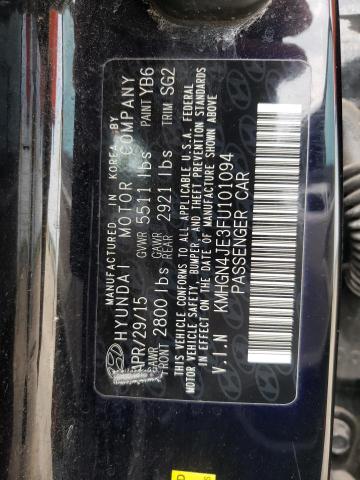 MANUFACTURED IN KOREA BY
HYUNDAI MOTOR COMPANY
APR/29/15 GVWR 5511 lbs PAINT YB6
GAWR FRONT 2800 lbs GAWR REAR 2921 lbs TRIM SG2
THIS VEHICLE CONFORMS TO ALL APPLICABLE U.S.A. FEDERAL
MOTOR VEHICLE SAFETY, BUMPER, AND THEFT PREVENTION STANDARDS
IN EFFECT ON THE DATE OF MANUFACTURE SHOWN ABOVE.
V.I.N KMHGN4JE3FU101094
PASSENGER CAR